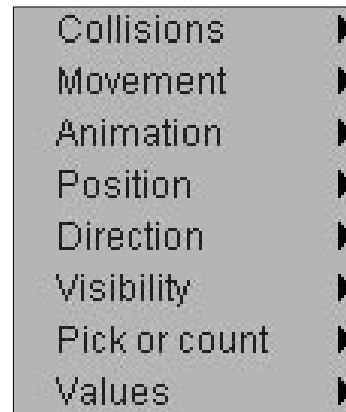 Collisions
Movement
Animation
Position
Direction
Visibility
Pick or count
Values